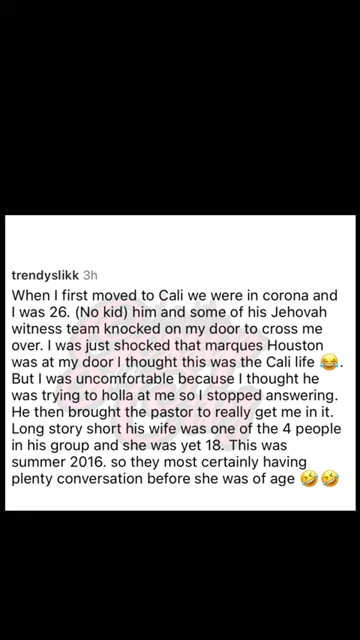 trendyslikk 3h
When I first moved to Cali we were in corona and
I was 26. (No kid) him and some of his Jehovah
witness team knocked on my door to cross me
over. I was just shocked that marques Houston
was at my door I thought this was the Cali life 😂.
But I was uncomfortable because I thought he
was trying to holla at me so I stopped answering.
He then brought the pastor to really get me in it.
Long story short his wife was one of the 4 people
in his group and she was yet 18. This was
summer 2016. so they most certainly having
plenty conversation before she was of age 🤣🤣